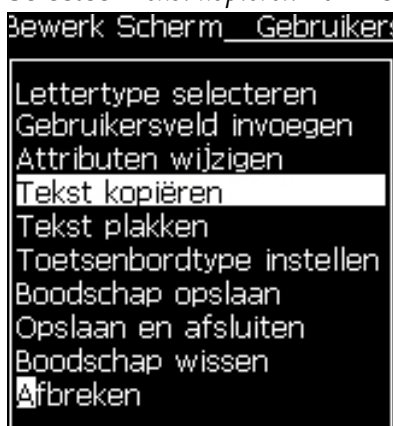 Bewerk Scherm Gebruikers
Lettertype selecteren
Gebruikersveld invoegen
Attributen wijzigen
Tekst kopiëren
Tekst plakken
Toetsenbordtype instellen
Boodschap opslaan
Opslaan en afsluiten
Boodschap wissen
Afbreken